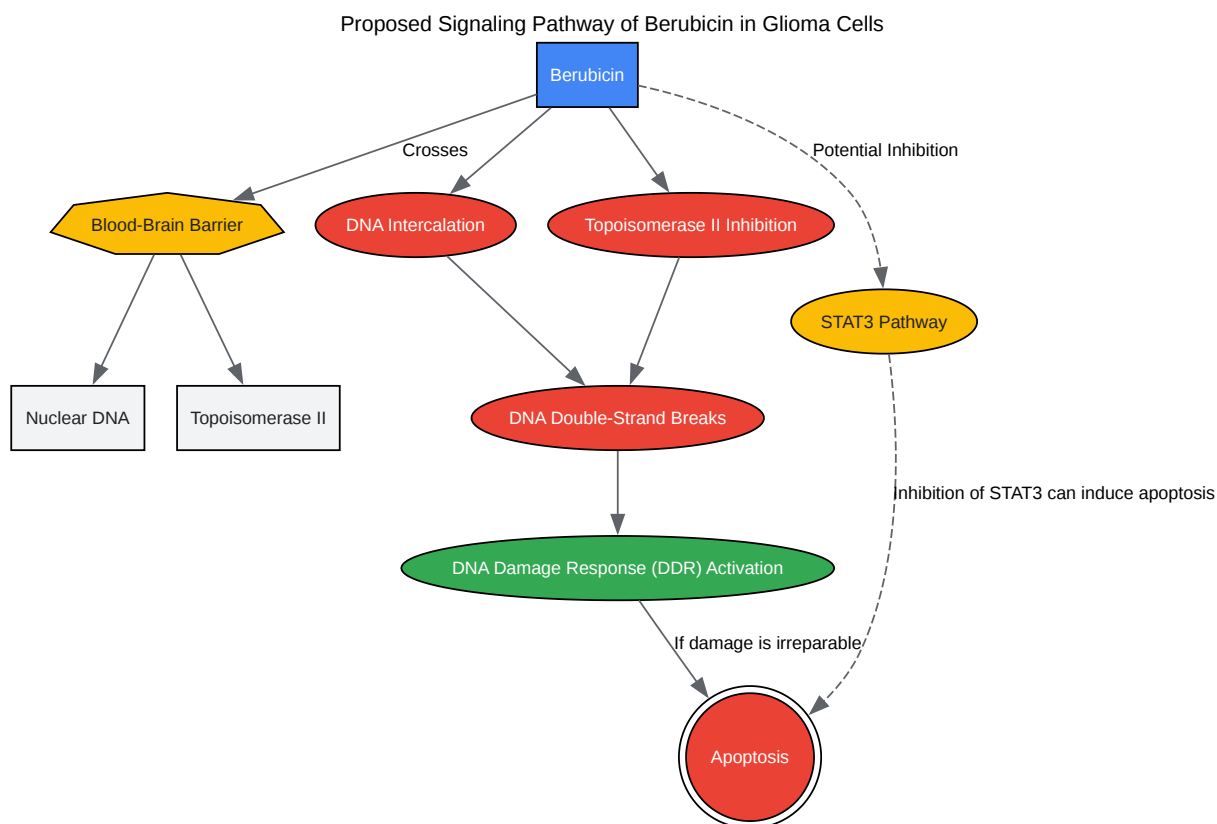 Proposed Signaling Pathway of Berubicin in Glioma Cells
Berubicin
Crosses
Potential Inhibition
Blood-Brain Barrier
DNA Intercalation
Topoisomerase II Inhibition
STAT3 Pathway
Nuclear DNA
Topoisomerase II
DNA Double-Strand Breaks
Inhibition of STAT3 can induce apoptosis
DNA Damage Response (DDR) Activation
If damage is irreparable
Apoptosis